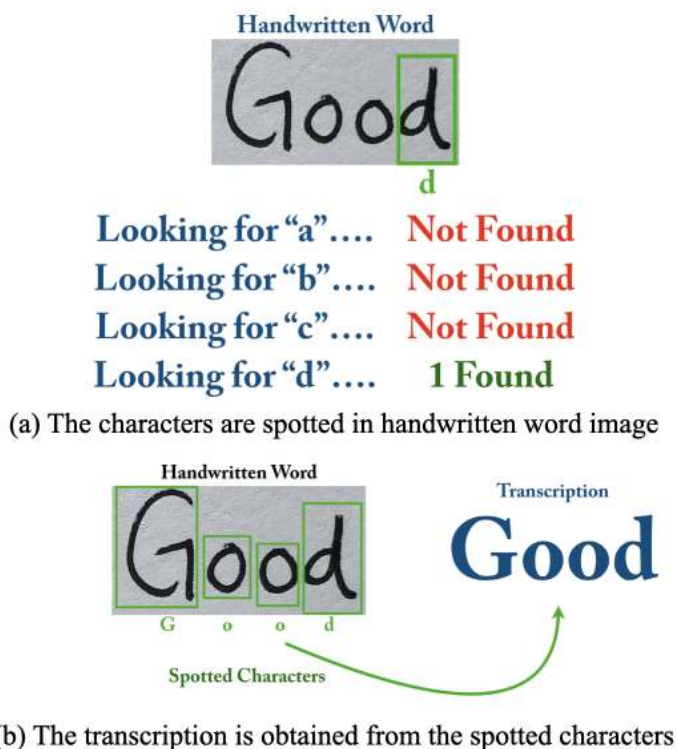 Handwritten Word
Good
d
Looking for “a”…. Not Found
Looking for “b”…. Not Found
Looking for “c”…. Not Found
Looking for “d”…. 1 Found
(a) The characters are spotted in handwritten word image
Handwritten Word
Good
G o o d
Spotted Characters
Transcription
Good
(b) The transcription is obtained from the spotted characters